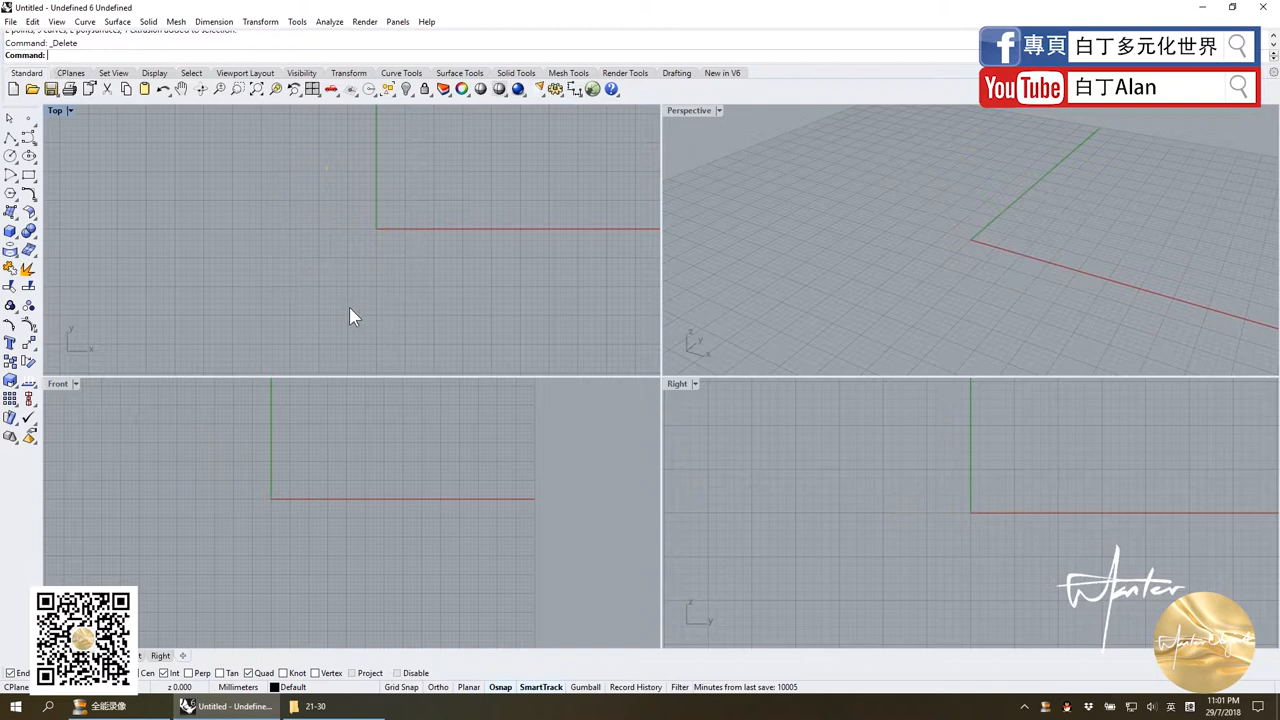 Untitled - Undefined 6 Undefined
File Edit View Curve Surface Solid Mesh Dimension Transform Tools Analyze Render Panels Help
Command: _Delete
Command:
Standard CPlanes Set View Display Select Viewport Layout Visibility Transform Curve Tools Surface Tools Solid Tools Mesh Tools Render Tools Drafting New in V6
f 專頁 白丁多元化世界
YouTube 白丁Alan
Top
Perspective
y
x
z
y
x
Front
Right
z
y
Wanter
Right
End Cen Int Perp Tan Quad Knot Vertex Project Disable
CPlane z 0.000 Millimeters Default Grid Snap Ortho Planar Osnap SmartTrack Gumball Record History Filter Minutes from last save: 10005
全能录像 Untitled - Undefine... 21-30 英 11:01 PM
29/7/2018